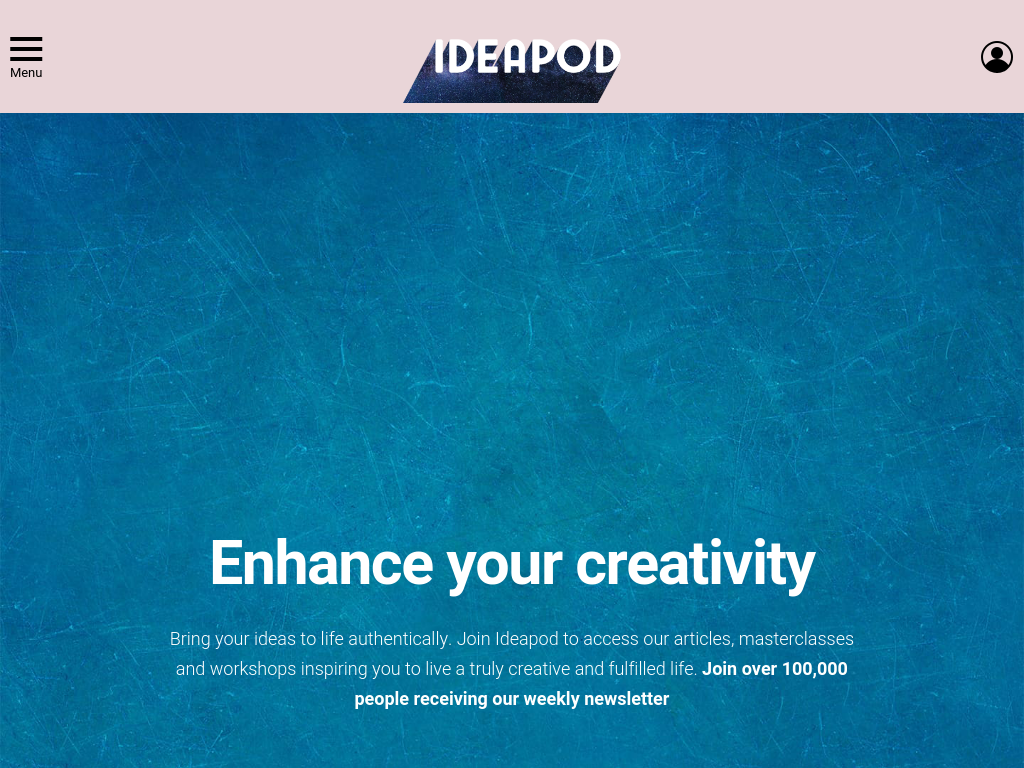 Menu
IDEAPOD
Enhance your creativity
Bring your ideas to life authentically. Join Ideapod to access our articles, masterclasses
and workshops inspiring you to live a truly creative and fulfilled life. Join over 100,000
people receiving our weekly newsletter